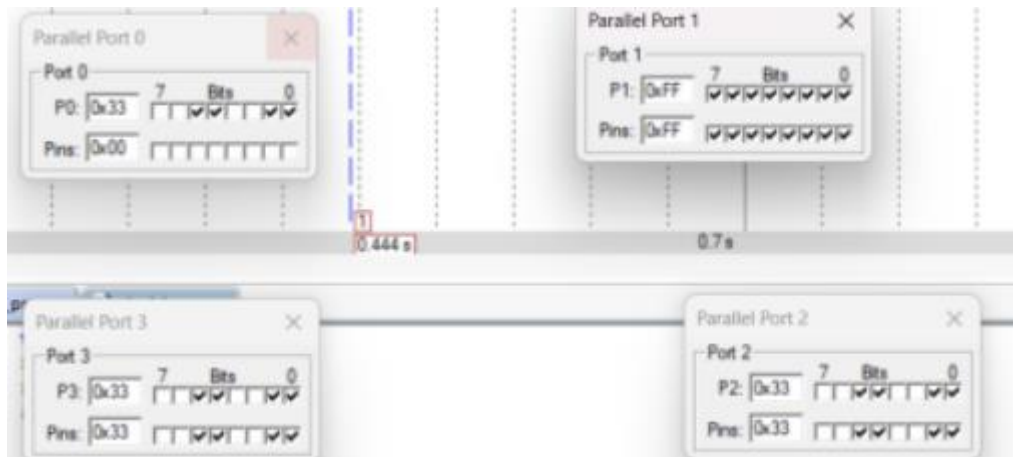 Parallel Port 0
Port 0
7 Bits 0
P0: 0x33
Pins: 0x00
Parallel Port 1
Port 1
7 Bits 0
P1: 0xFF
Pins: 0xFF
1
0.444 s
0.7 s
Parallel Port 3
Port 3
7 Bits 0
P3: 0x33
Pins: 0x33
Parallel Port 2
Port 2
7 Bits 0
P2: 0x33
Pins: 0x33